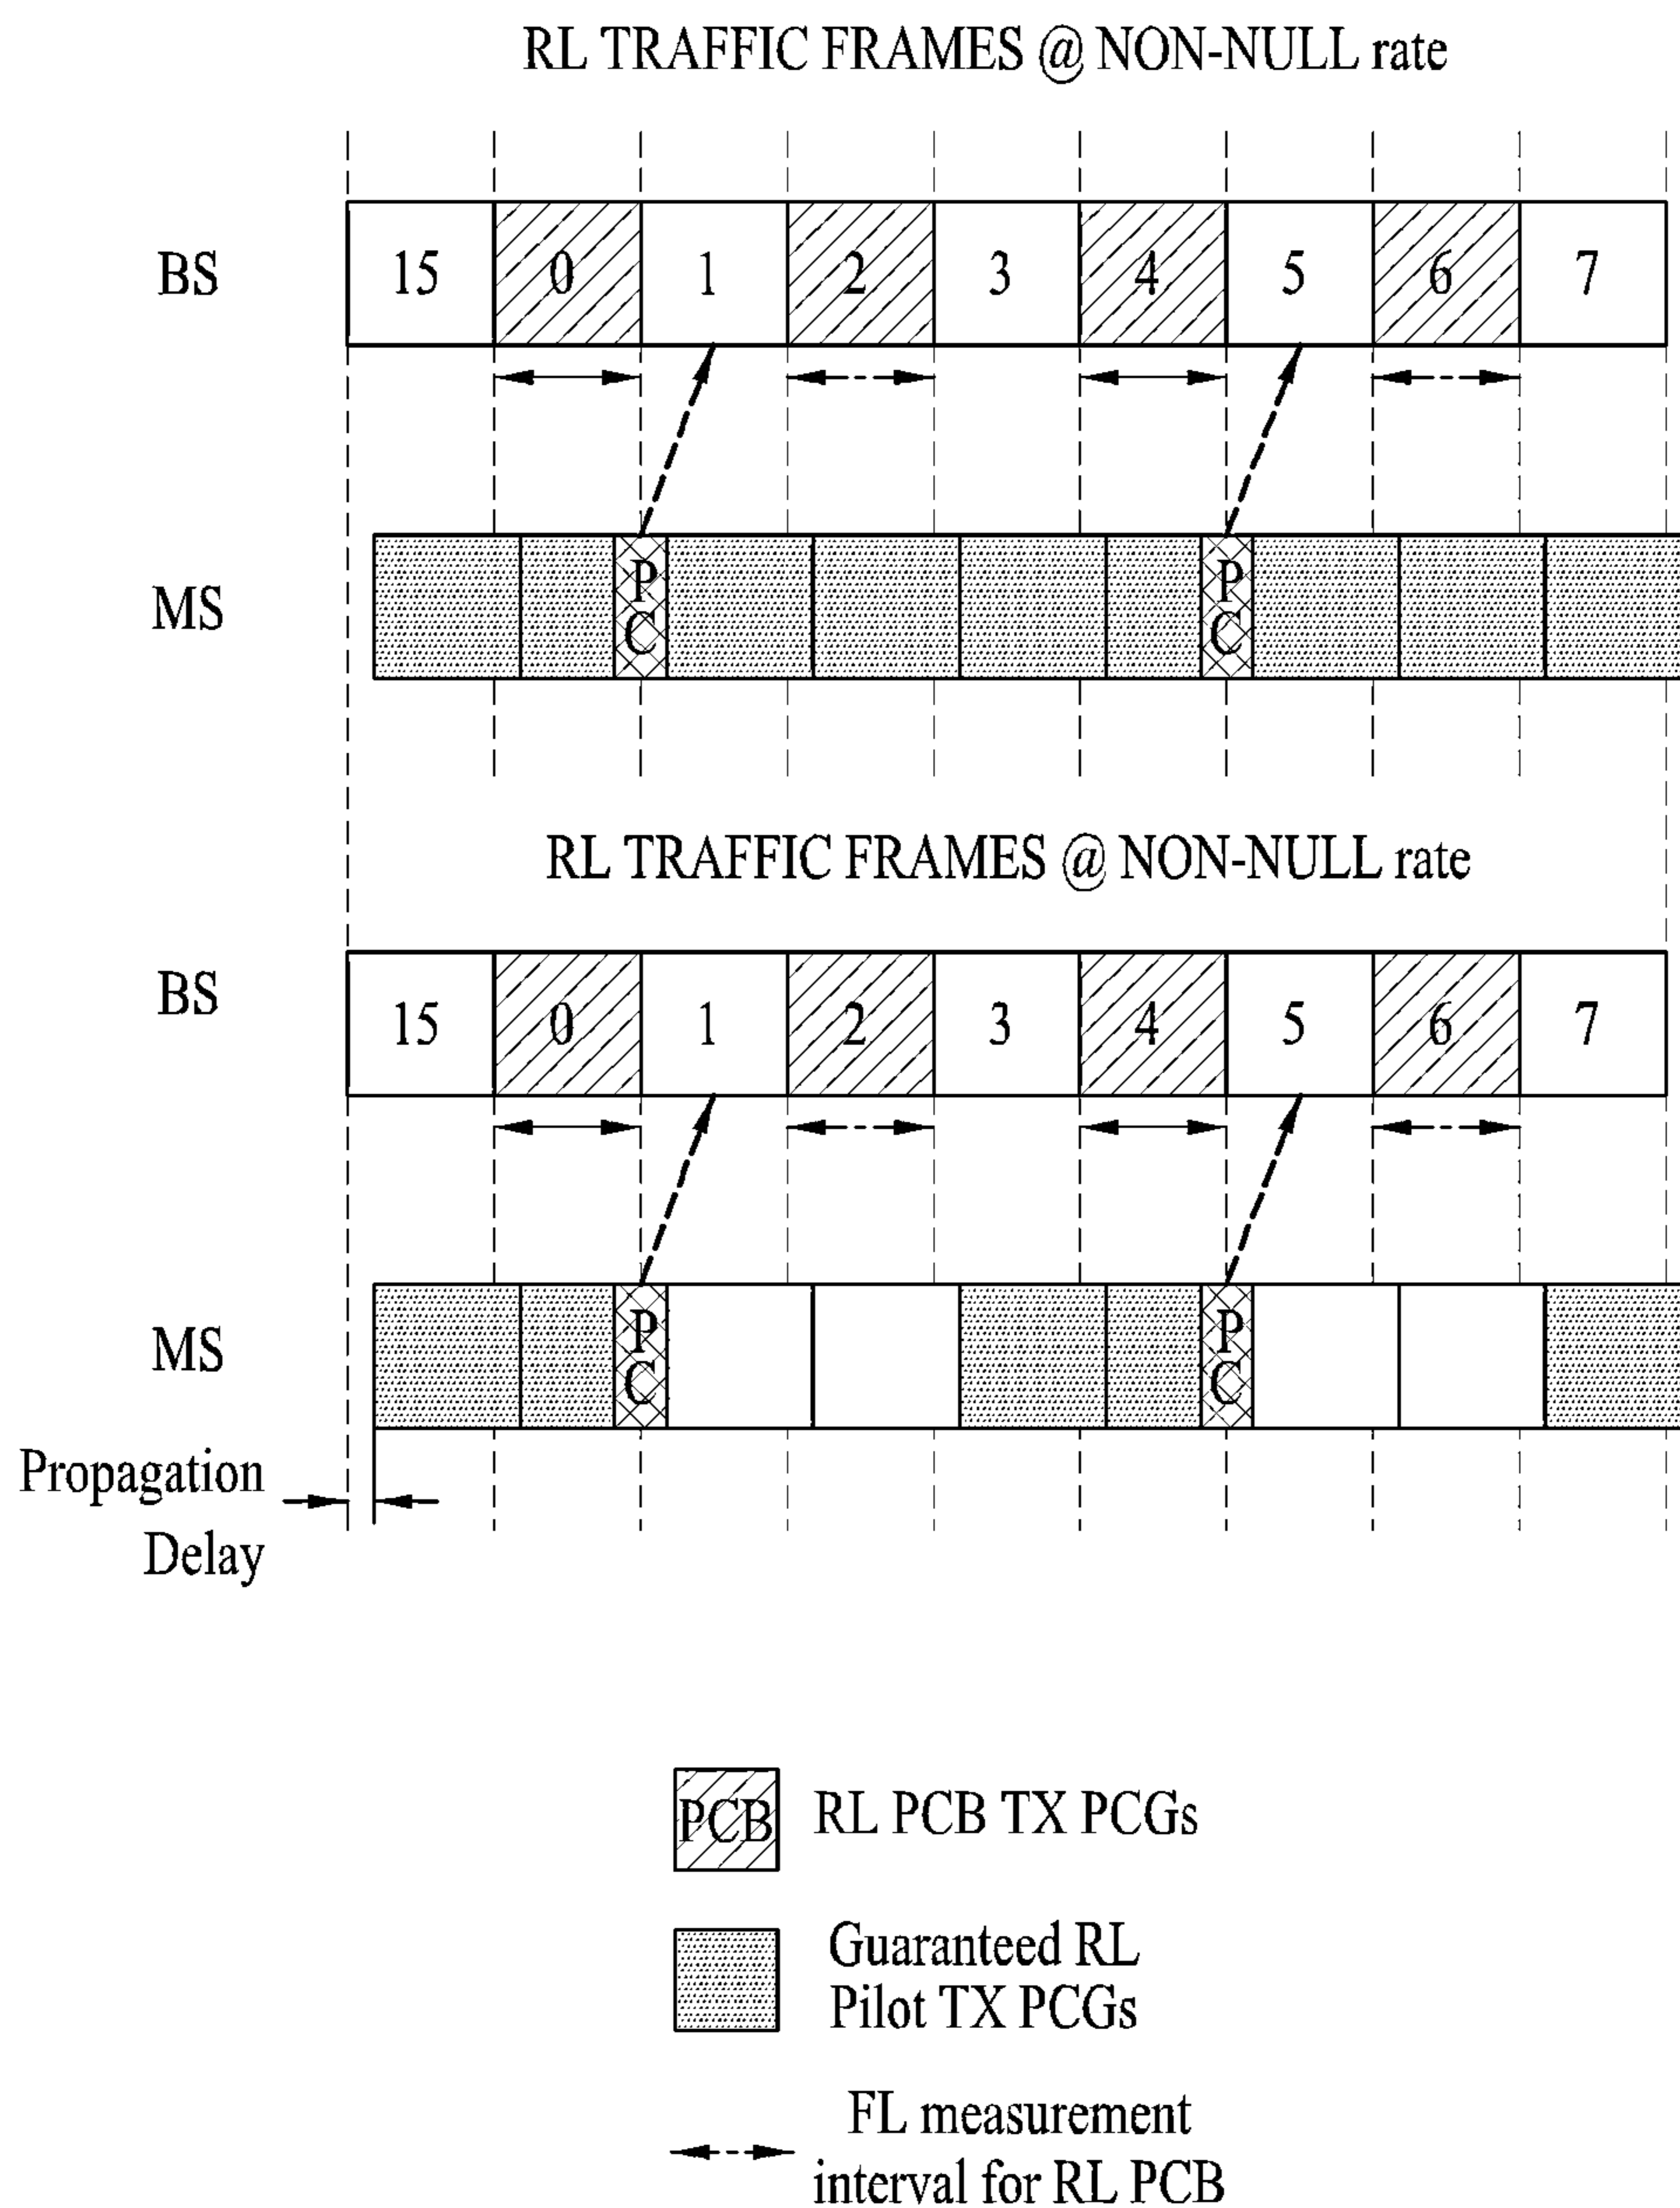 RL TRAFFIC FRAMES @ NON-NULL rate
BS
15 0 1 2 3 4 5 6 7
MS
P
C
P
C
RL TRAFFIC FRAMES @ NON-NULL rate
BS
15 0 1 2 3 4 5 6 7
MS
P
C
P
C
Propagation
Delay
PCB
RL PCB TX PCGs
Guaranteed RL
Pilot TX PCGs
FL measurement
interval for RL PCB